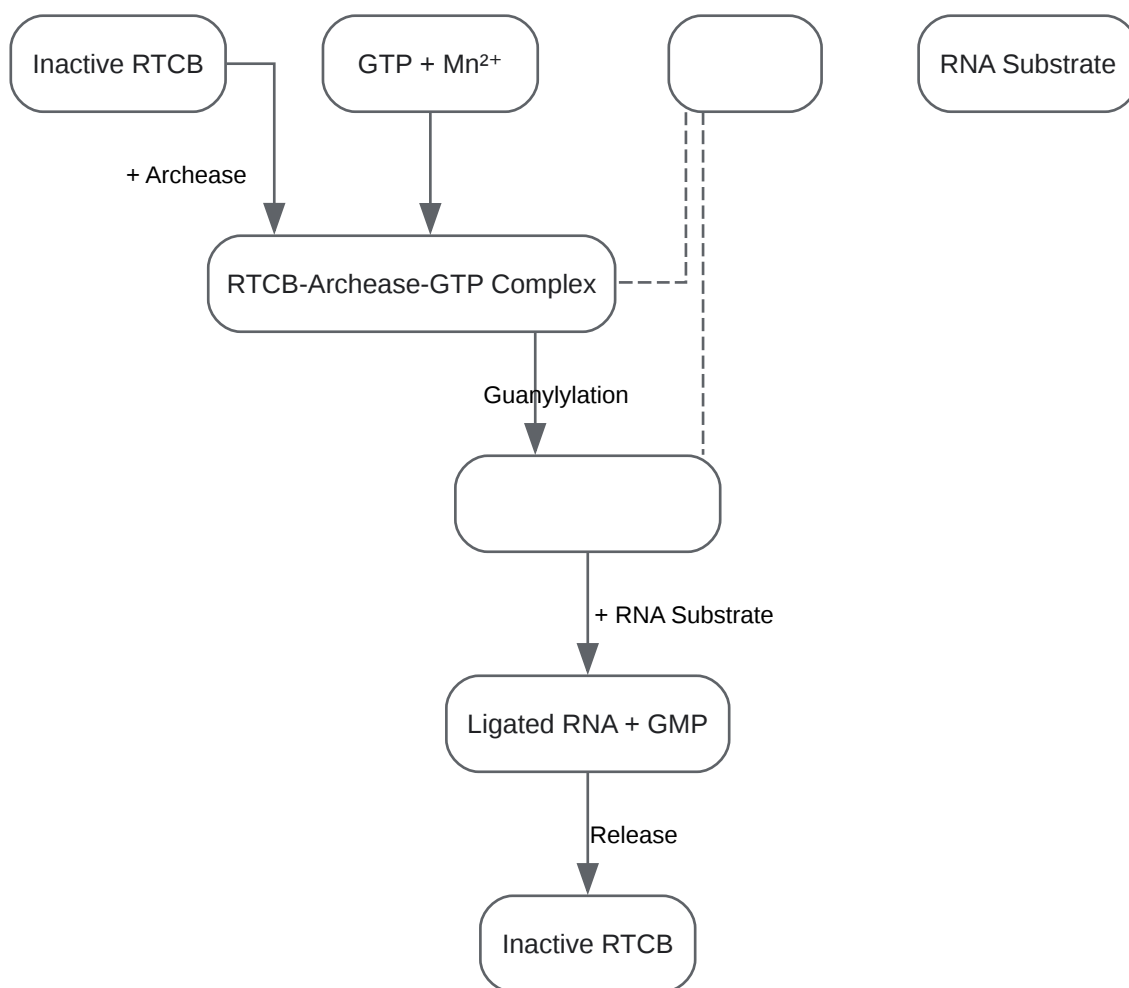 Inactive RTCB
GTP + Mn²⁺
RNA Substrate
+ Archease
RTCB-Archease-GTP Complex
Guanylylation
+ RNA Substrate
Ligated RNA + GMP
Release
Inactive RTCB